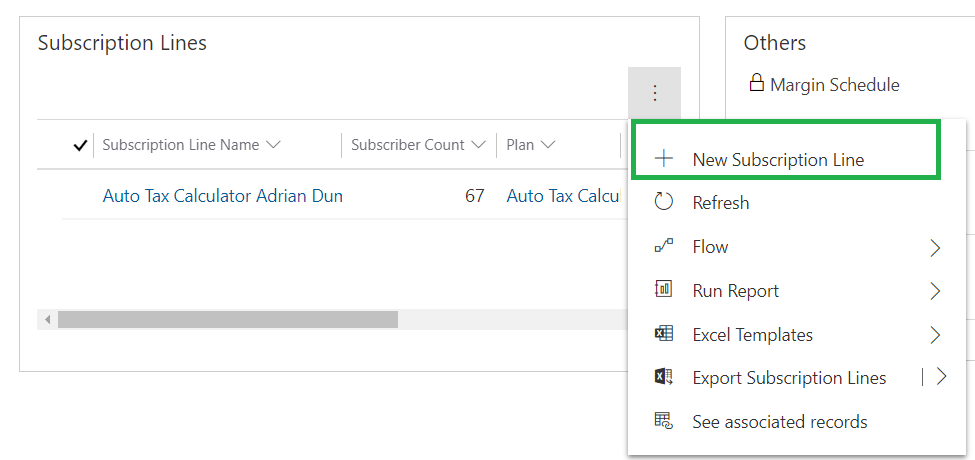 Subscription Lines
Subscription Line Name
Subscriber Count
Plan
Auto Tax Calculator Adrian Dun
67
Auto Tax Calcu
Others
Margin Schedule
New Subscription Line
Refresh
Flow
Run Report
Excel Templates
Export Subscription Lines
See associated records